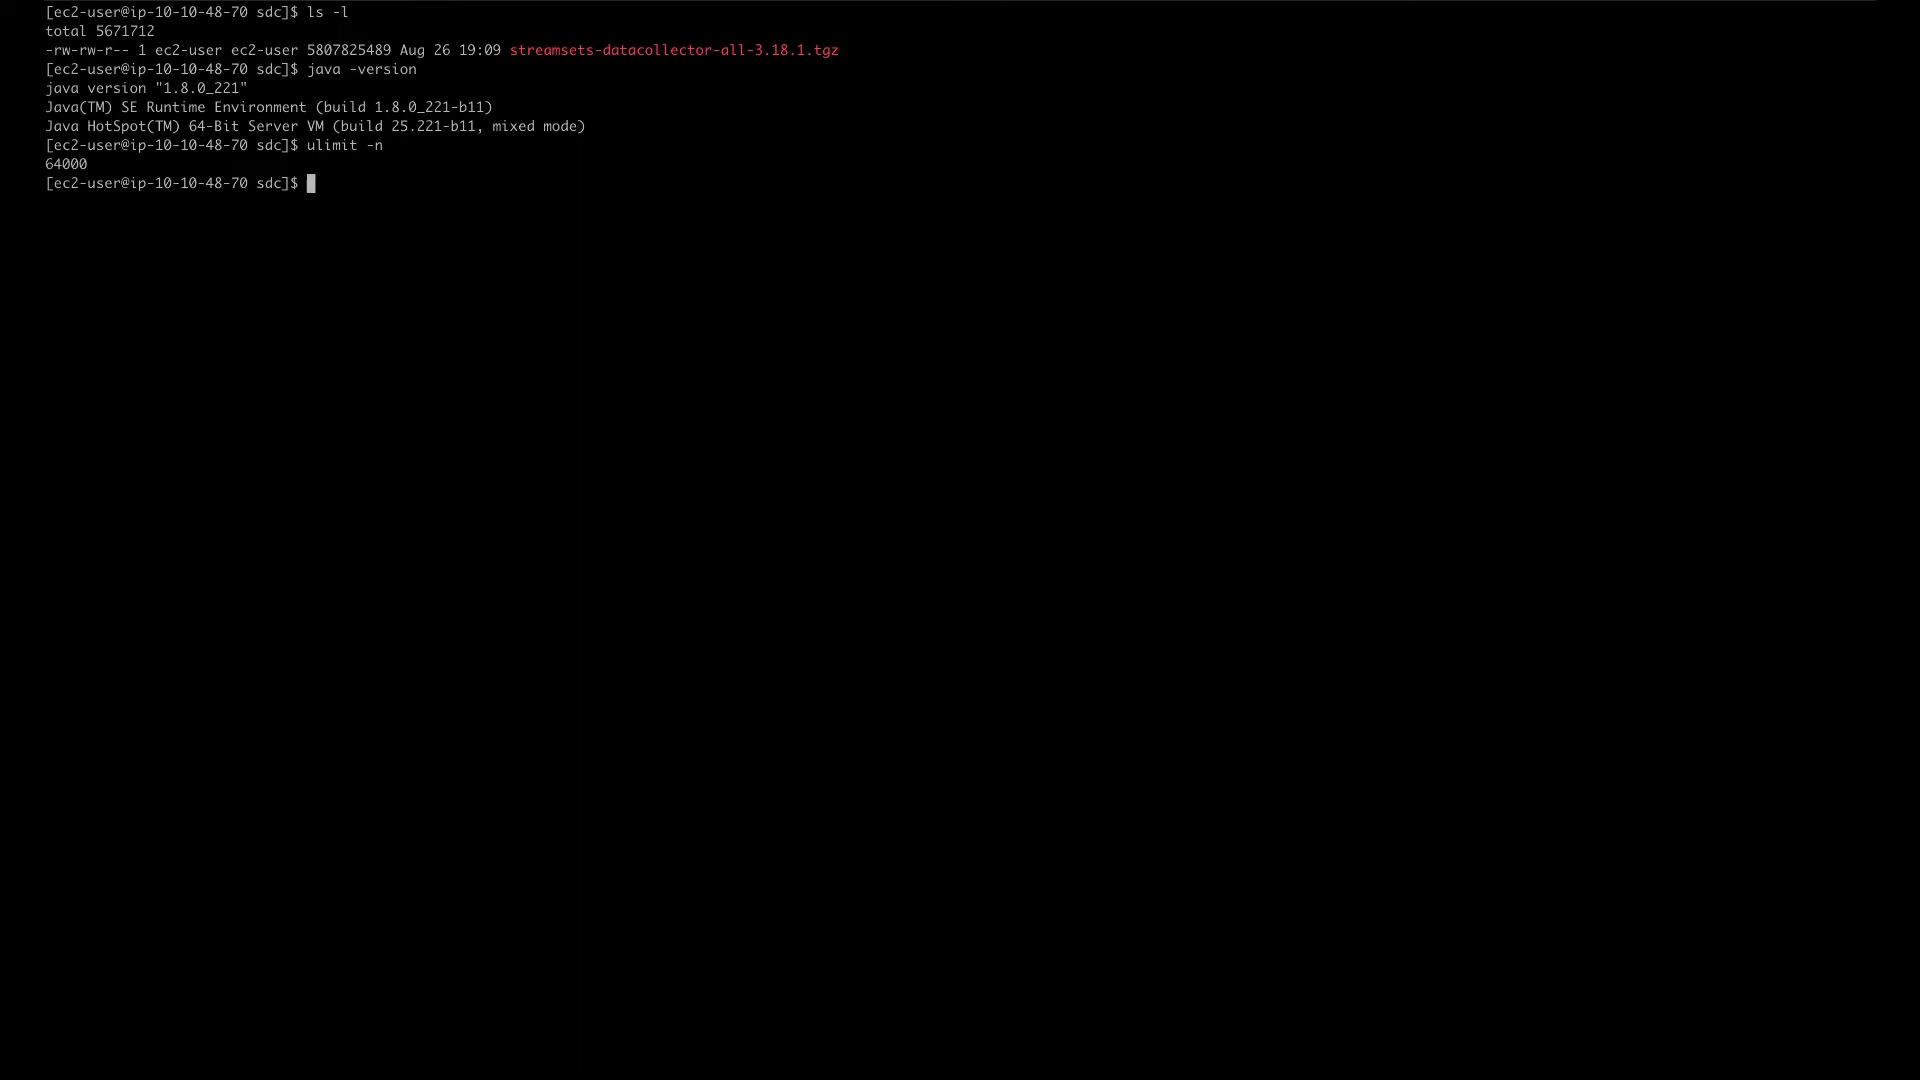 [ec2-user@ip-10-10-48-70 sdc]$ ls -l
total 5671712
-rw-rw-r-- 1 ec2-user ec2-user 5807825489 Aug 26 19:09 streamsets-datacollector-all-3.18.1.tgz
[ec2-user@ip-10-10-48-70 sdc]$ java -version
java version "1.8.0_221"
Java(TM) SE Runtime Environment (build 1.8.0_221-b11)
Java HotSpot(TM) 64-Bit Server VM (build 25.221-b11, mixed mode)
[ec2-user@ip-10-10-48-70 sdc]$ ulimit -n
64000
[ec2-user@ip-10-10-48-70 sdc]$